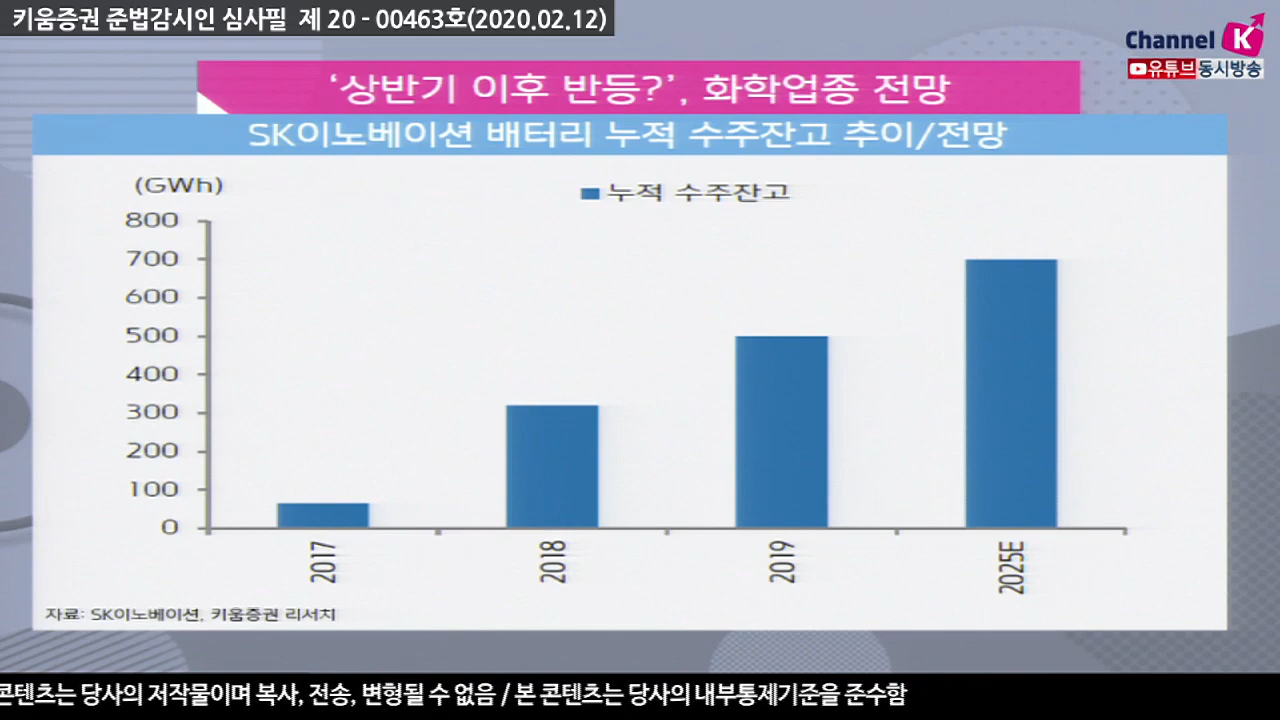 키움증권 준법감시인 심사필 제 20 - 00463호(2020.02.12)
Channel K
유튜브 동시방송
‘상반기 이후 반등?’, 화학업종 전망
SK이노베이션 배터리 누적 수주잔고 추이/전망
(GWh)
누적 수주잔고
800
700
600
500
400
300
200
100
0
2017 2018 2019 2025E
자료: SK이노베이션, 키움증권 리서치
콘텐츠는 당사의 저작물이며 복사, 전송, 변형될 수 없음 / 본 콘텐츠는 당사의 내부통제기준을 준수함